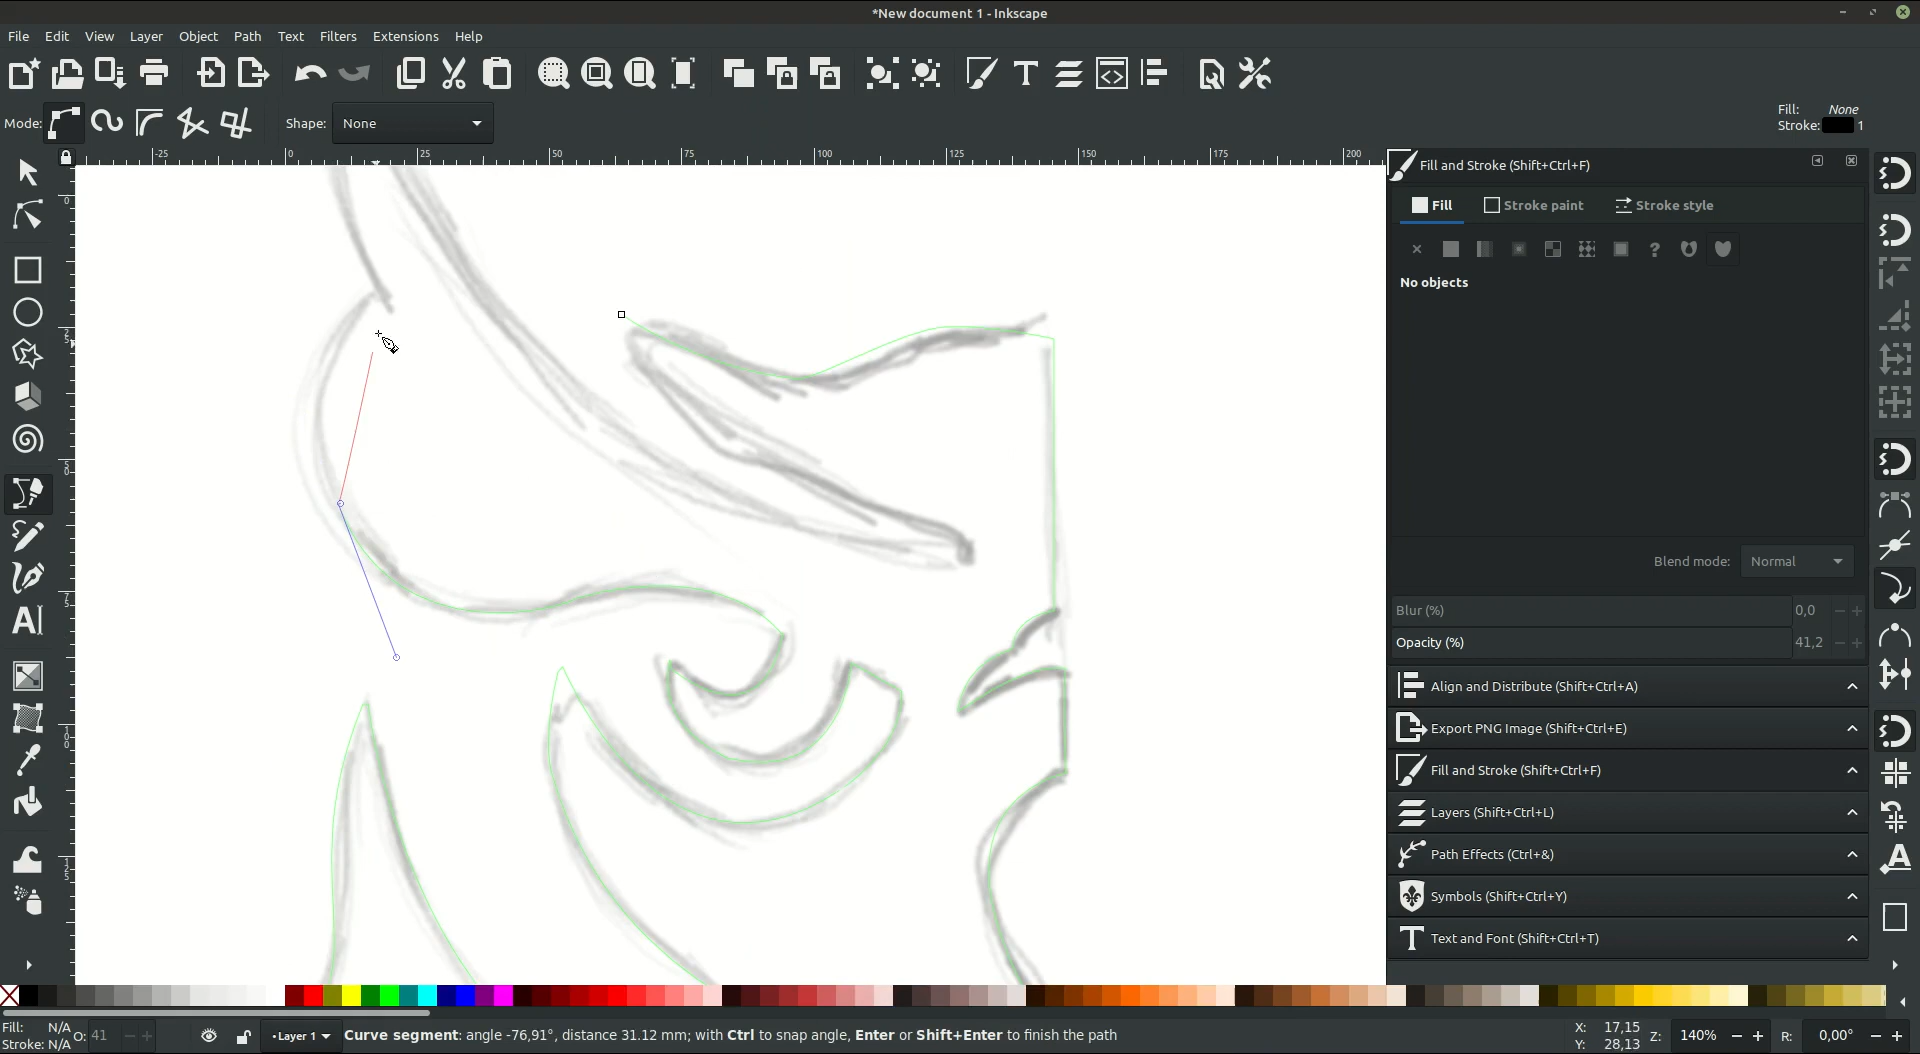 *New document 1 - Inkscape
File Edit View Layer Object Path Text Filters Extensions Help
Mode: Shape: None
Fill: None
Stroke: 1
-25 0 25 50 75 100 125 150 175 200
0
25
50
75
100
125
Fill and Stroke (Shift+Ctrl+F)
Fill Stroke paint Stroke style
?
No objects
Blend mode: Normal
Blur (%) 0,0
Opacity (%) 41,2
Align and Distribute (Shift+Ctrl+A)
Export PNG Image (Shift+Ctrl+E)
Fill and Stroke (Shift+Ctrl+F)
Layers (Shift+Ctrl+L)
Path Effects (Ctrl+&)
Symbols (Shift+Ctrl+Y)
Text and Font (Shift+Ctrl+T)
Fill: N/A
Stroke: N/A
O: 41
•Layer 1
Curve segment: angle -76,91°, distance 31.12 mm; with Ctrl to snap angle, Enter or Shift+Enter to finish the path
X: 17,15
Y: 28,13
Z: 140%
R: 0,00°